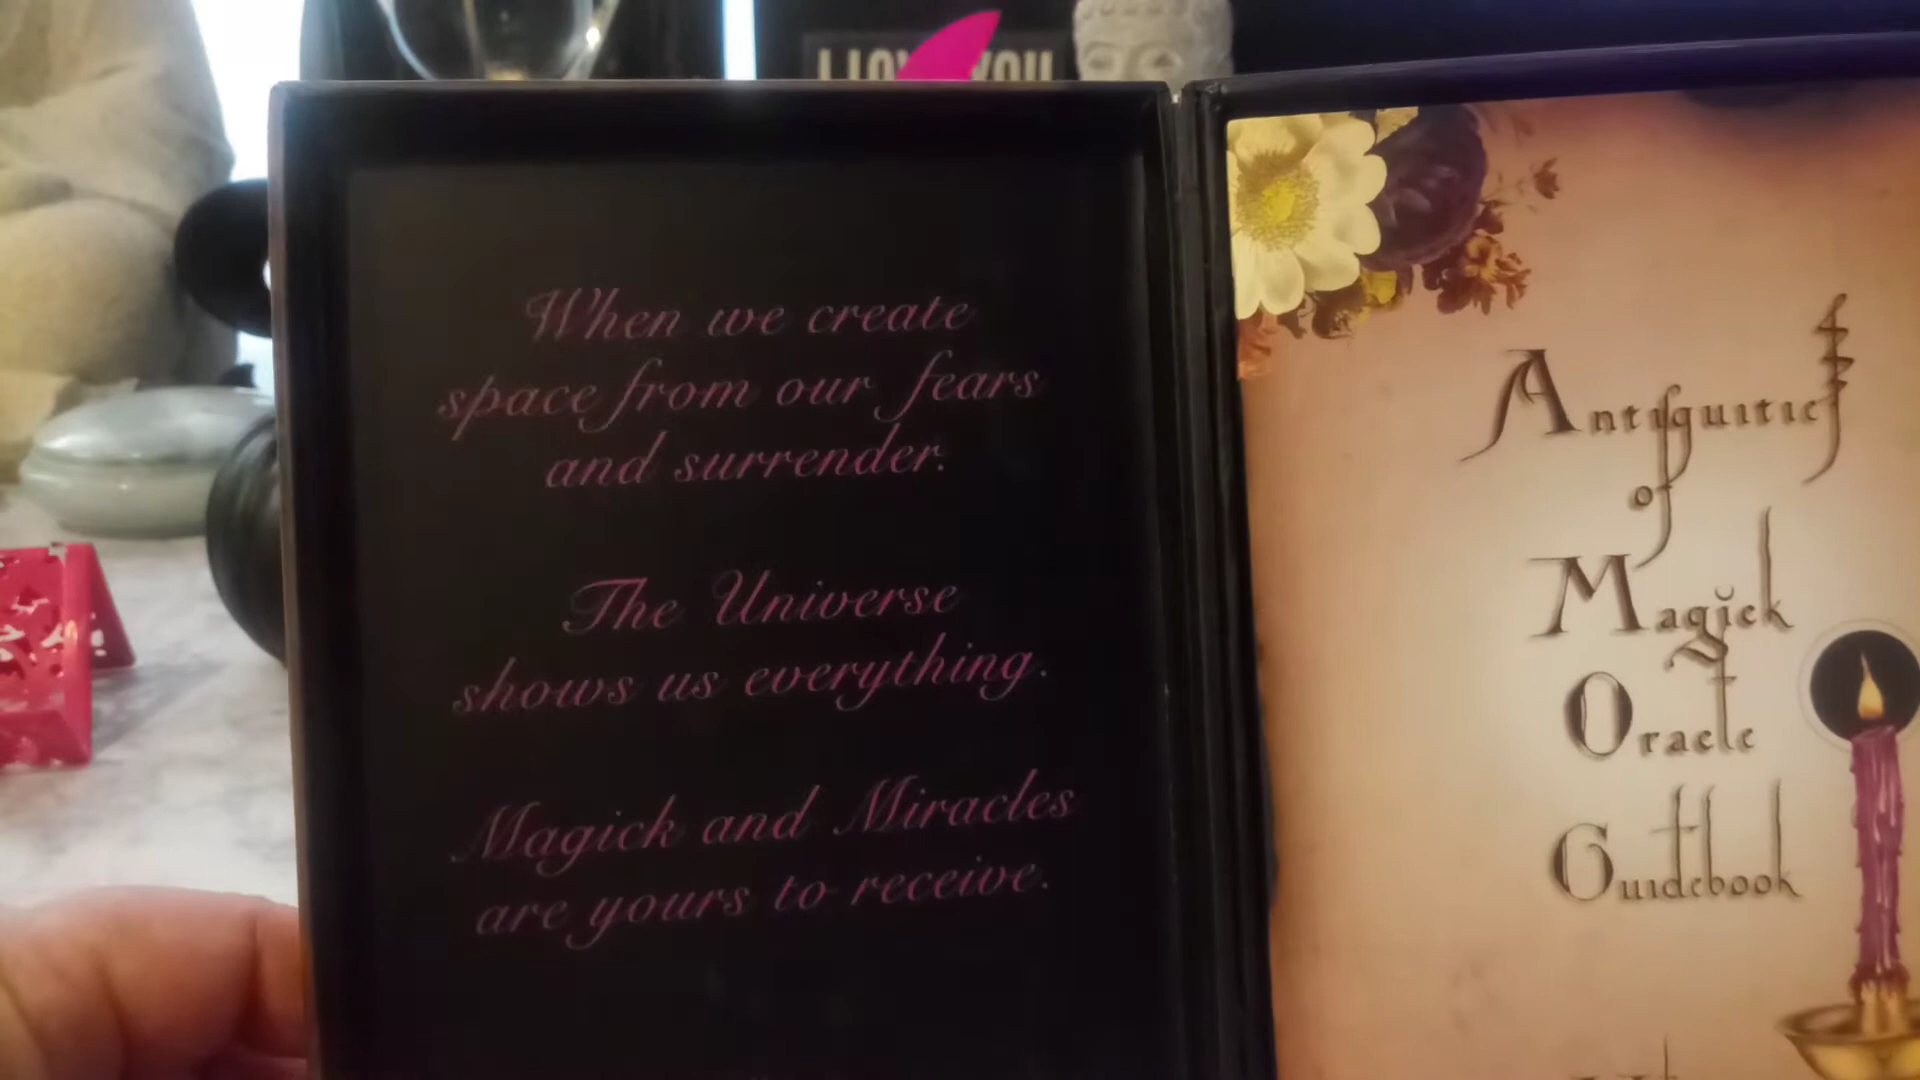 When we create
space from our fears
and surrender.
The Universe
shows us everything.
Magick and Miracles
are yours to receive.
Antiquities
of
Magick
Oracle
Guidebook